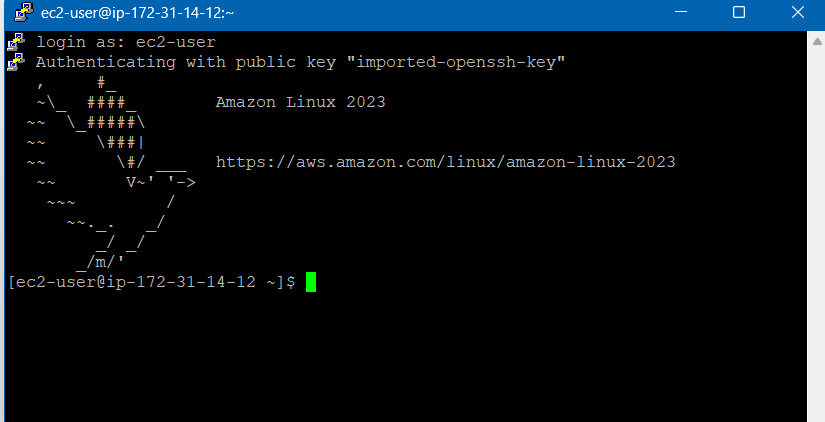 ec2-user@ip-172-31-14-12:~
login as: ec2-user
Authenticating with public key "imported-openssh-key"
   ,     #_
   ~\_  ####_        Amazon Linux 2023
  ~~  \_#####\
  ~~     \###|
  ~~       \#/ ___   https://aws.amazon.com/linux/amazon-linux-2023
   ~~       V~' '->
    ~~~         /
      ~~._.   _/
         _/ _/
       _/m/'
[ec2-user@ip-172-31-14-12 ~]$